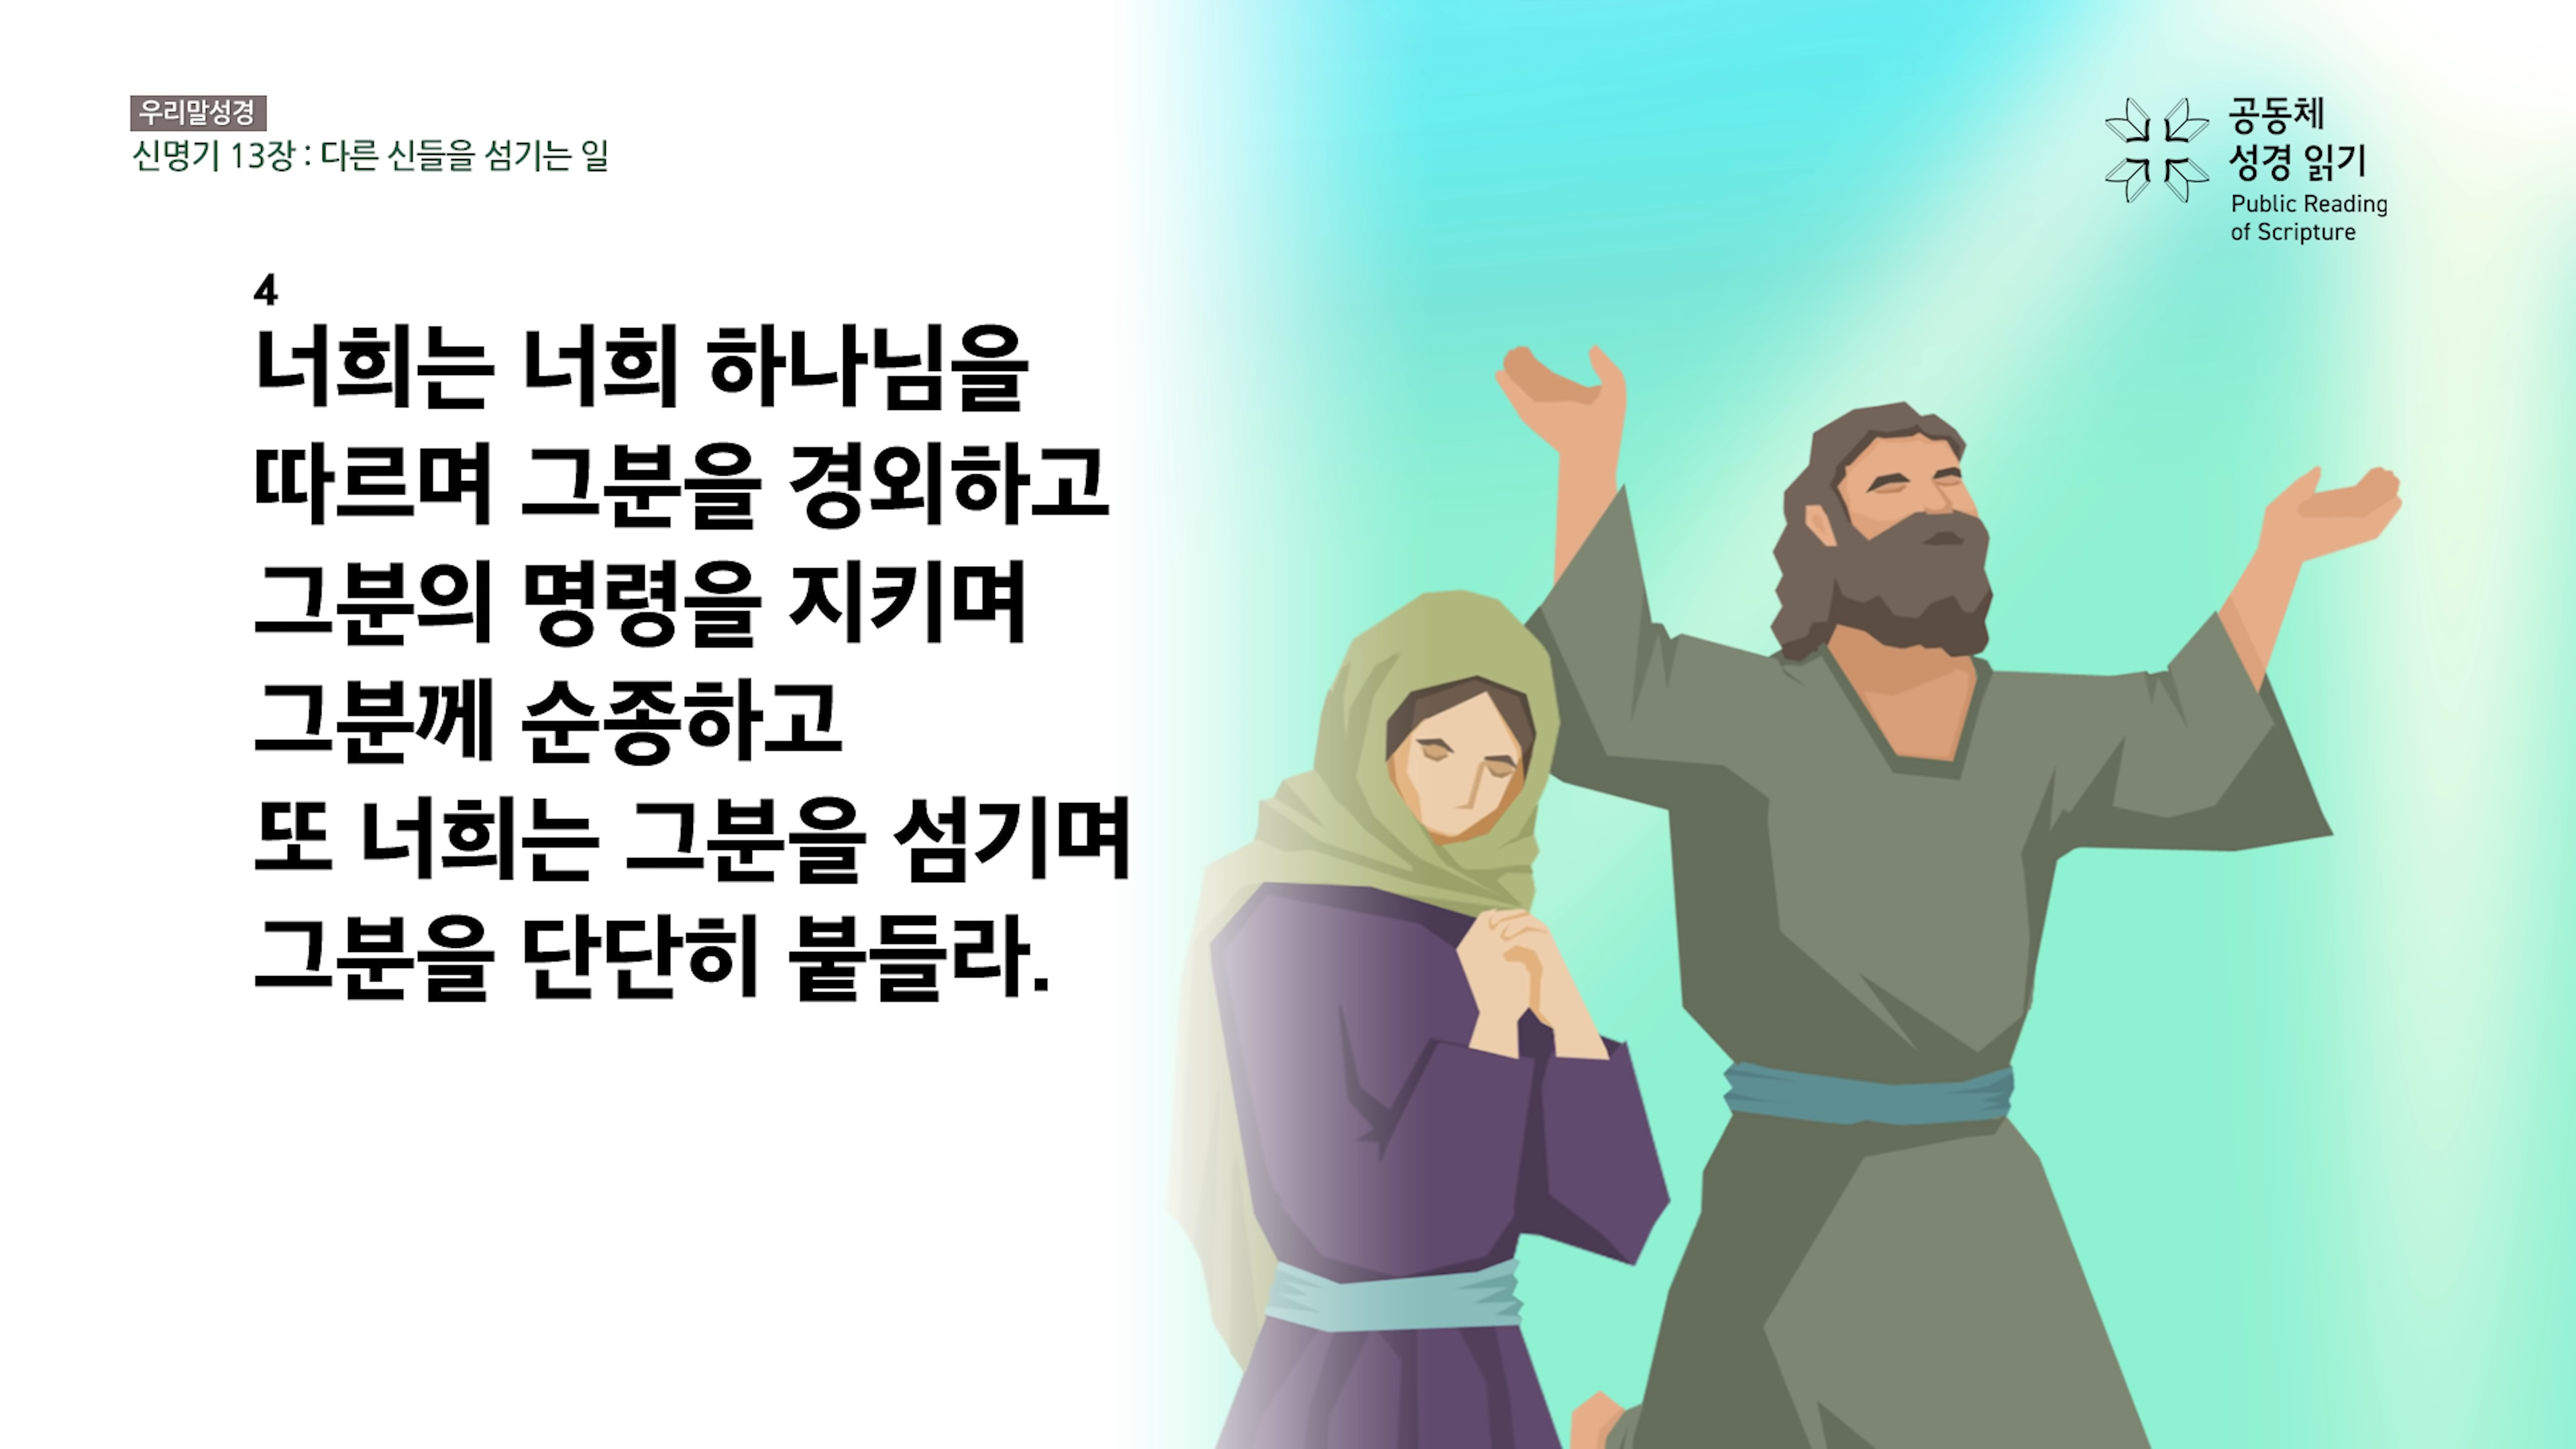 우리말성경
신명기 13장 : 다른 신들을 섬기는 일
공동체
성경 읽기
Public Reading
of Scripture
4
너희는 너희 하나님을
따르며 그분을 경외하고
그분의 명령을 지키며
그분께 순종하고
또 너희는 그분을 섬기며
그분을 단단히 붙들라.